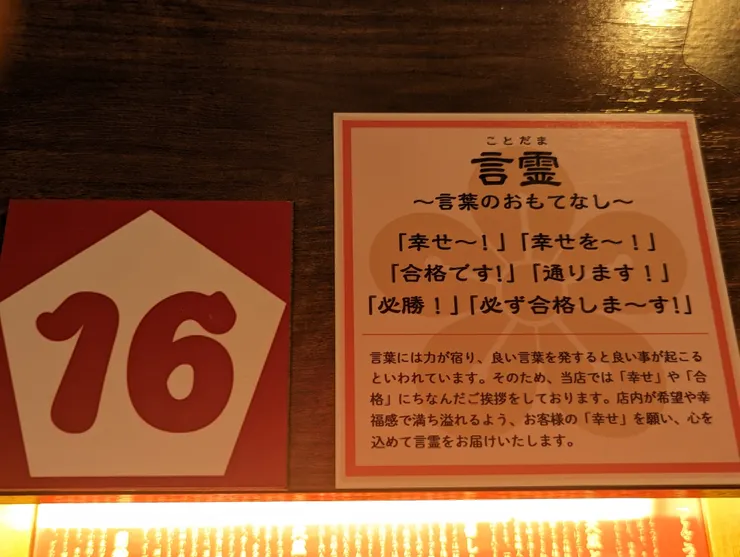 16
ことだま
言霊
～言葉のおもてなし～
「幸せ～！」「幸せを～！」
「合格です！」「通ります！」
「必勝！」「必ず合格しま～す！」
言葉には力が宿り、良い言葉を発すると良い事が起こる
といわれています。そのため、当店では「幸せ」や「合
格」にちなんだご挨拶をしております。店内が希望や幸
福感で満ち溢れるよう、お客様の「幸せ」を願い、心を
込めて言霊をお届けいたします。